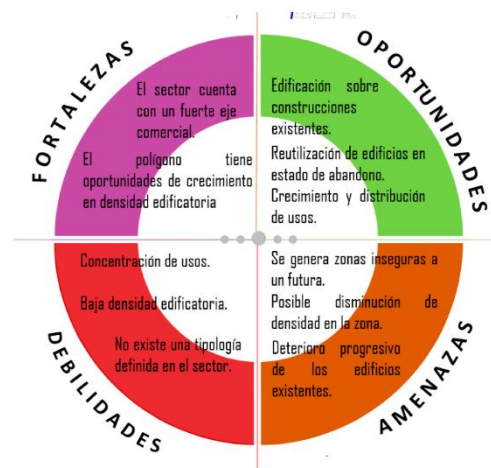 FORTALEZAS
El sector cuenta
con un fuerte eje
comercial.
El polígono tiene
oportunidades de crecimiento
en densidad edificatoria
OPORTUNIDADES
Edificación sobre
construcciones
existentes.
Reutilización de edificios en
estado de abandono.
Crecimiento y distribución
de usos.
DEBILIDADES
Concentración de usos.
Baja densidad edificatoria.
No existe una tipología
definida en el sector.
AMENAZAS
Se genera zonas inseguras a
un futura.
Posible disminución de
densidad en la zona.
Deterioro progresivo
de los edificios
existentes.